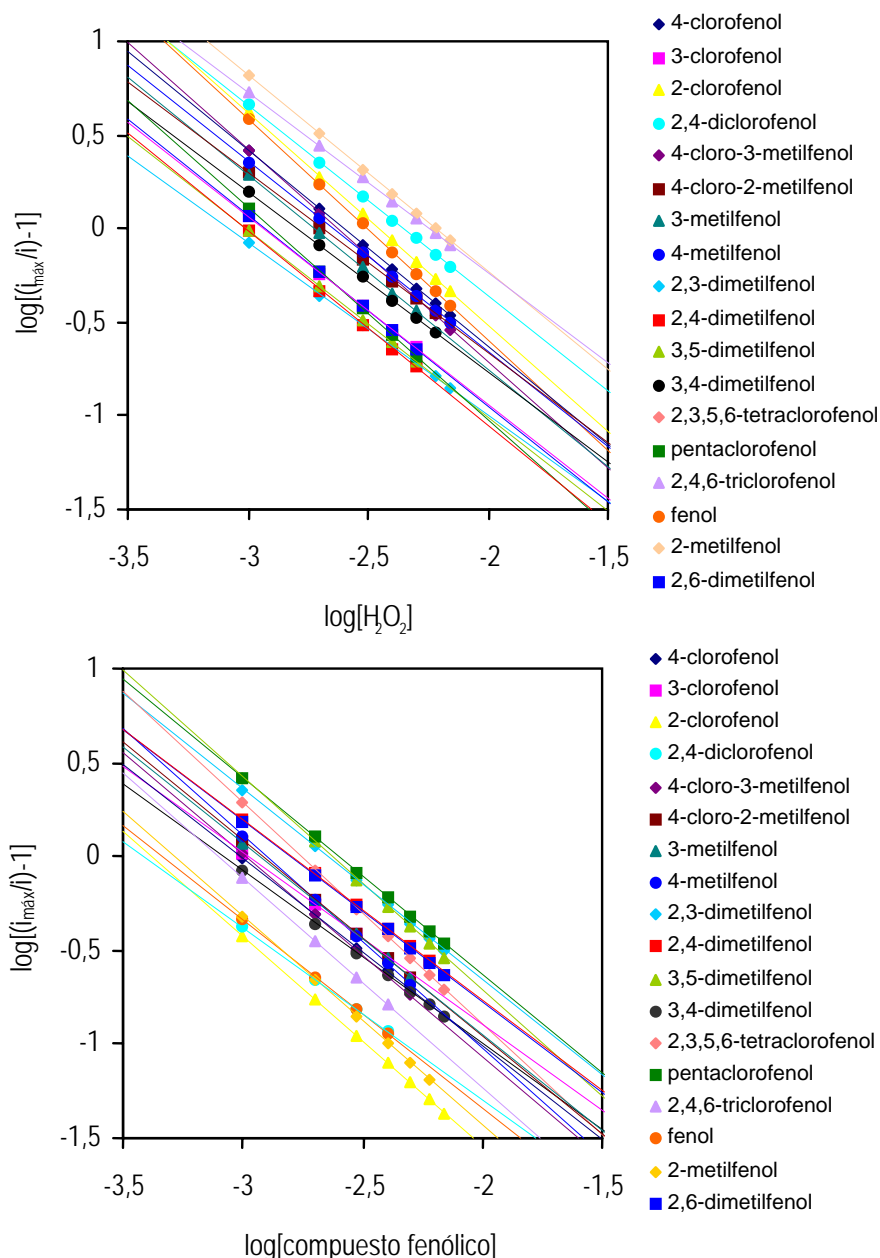 1
0,5
0
-0,5
-1
-1,5
-3,5 -3 -2,5 -2 -1,5
log[(imáx/i)-1]
log[H2O2]
4-clorofenol
3-clorofenol
2-clorofenol
2,4-diclorofenol
4-cloro-3-metilfenol
4-cloro-2-metilfenol
3-metilfenol
4-metilfenol
2,3-dimetilfenol
2,4-dimetilfenol
3,5-dimetilfenol
3,4-dimetilfenol
2,3,5,6-tetraclorofenol
pentaclorofenol
2,4,6-triclorofenol
fenol
2-metilfenol
2,6-dimetilfenol
1
0,5
0
-0,5
-1
-1,5
-3,5 -3 -2,5 -2 -1,5
log[(imáx/i)-1]
log[compuesto fenólico]
4-clorofenol
3-clorofenol
2-clorofenol
2,4-diclorofenol
4-cloro-3-metilfenol
4-cloro-2-metilfenol
3-metilfenol
4-metilfenol
2,3-dimetilfenol
2,4-dimetilfenol
3,5-dimetilfenol
3,4-dimetilfenol
2,3,5,6-tetraclorofenol
pentaclorofenol
2,4,6-triclorofenol
fenol
2-metilfenol
2,6-dimetilfenol